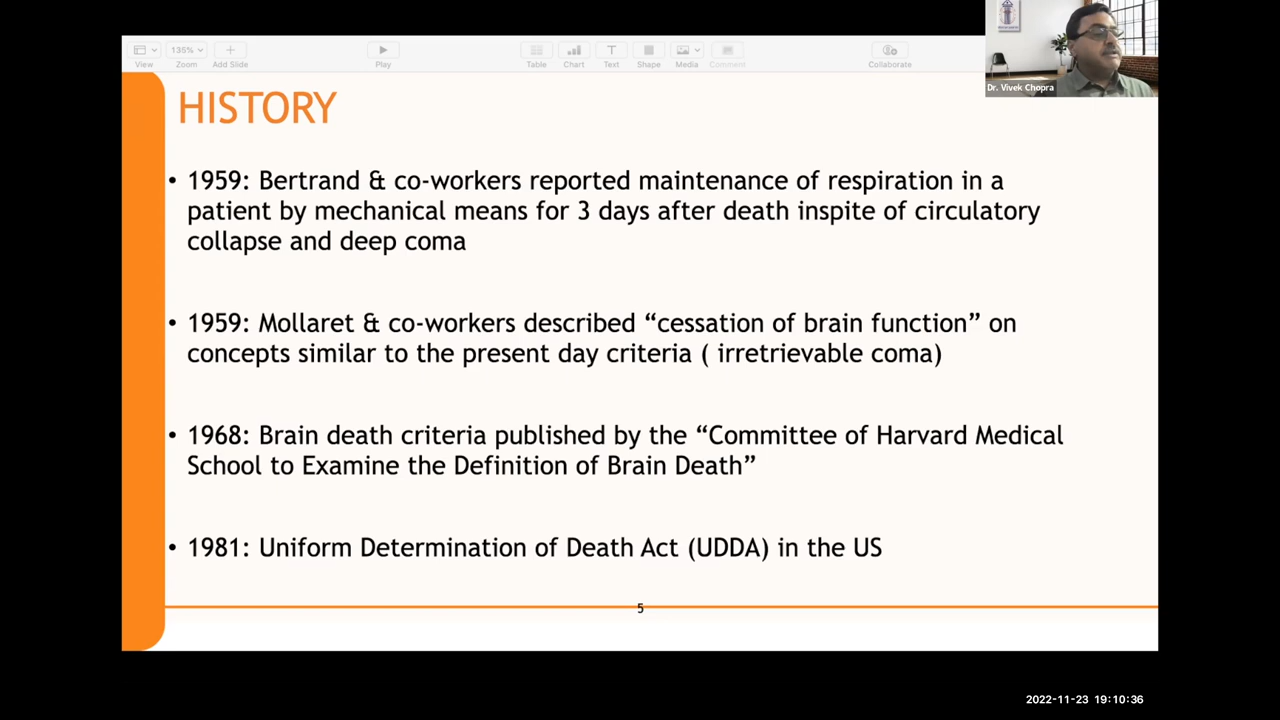 View
135%
Zoom
Add Slide
Play
Table
Chart
Text
Shape
Media
Comment
Collaborate
Dr. Vivek Chopra
HISTORY
• 1959: Bertrand & co-workers reported maintenance of respiration in a
patient by mechanical means for 3 days after death inspite of circulatory
collapse and deep coma
• 1959: Mollaret & co-workers described “cessation of brain function” on
concepts similar to the present day criteria ( irretrievable coma)
• 1968: Brain death criteria published by the “Committee of Harvard Medical
School to Examine the Definition of Brain Death”
• 1981: Uniform Determination of Death Act (UDDA) in the US
5
2022-11-23 19:10:36